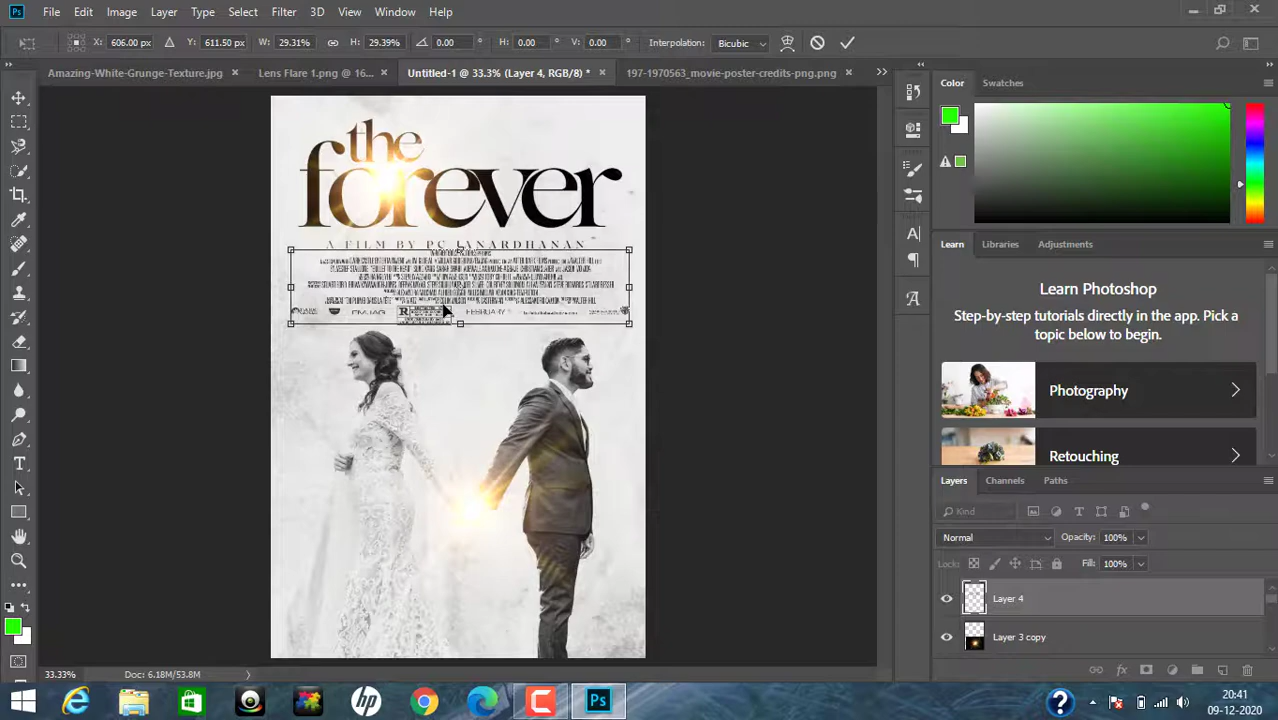 Ps File Edit Image Layer Type Select Filter 3D View Window Help
X: 606.00 px Y: 611.50 px W: 29.31% H: 29.39% 0.00 ° H: 0.00 ° V: 0.00 ° Interpolation: Bicubic
Amazing-White-Grunge-Texture.jpg × Lens Flare 1.png @ 16... × Untitled-1 @ 33.3% (Layer 4, RGB/8) * × 197-1970563_movie-poster-credits-png.png ×
Color Swatches
the
forever
A FILM BY PC JANARDHANAN
R
FEBRUARY
Learn Libraries Adjustments
Learn Photoshop
Step-by-step tutorials directly in the app. Pick a
topic below to begin.
Photography
Retouching
Layers Channels Paths
Kind
Normal Opacity: 100%
Lock: Fill: 100%
Layer 4
Layer 3 copy
33.33% Doc: 6.18M/53.8M
hp
Ps
20:41
09-12-2020